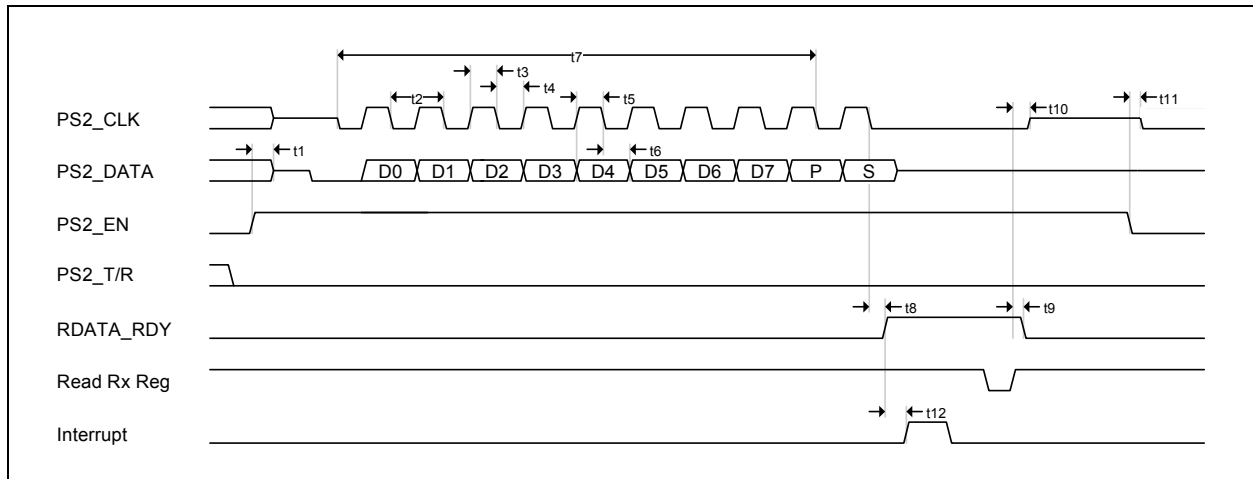 t7
t3
t2
t4
t5
t10
t11
PS2_CLK
t1
t6
PS2_DATA
D0 D1 D2 D3 D4 D5 D6 D7 P S
PS2_EN
PS2_T/R
t8
t9
RDATA_RDY
Read Rx Reg
t12
Interrupt